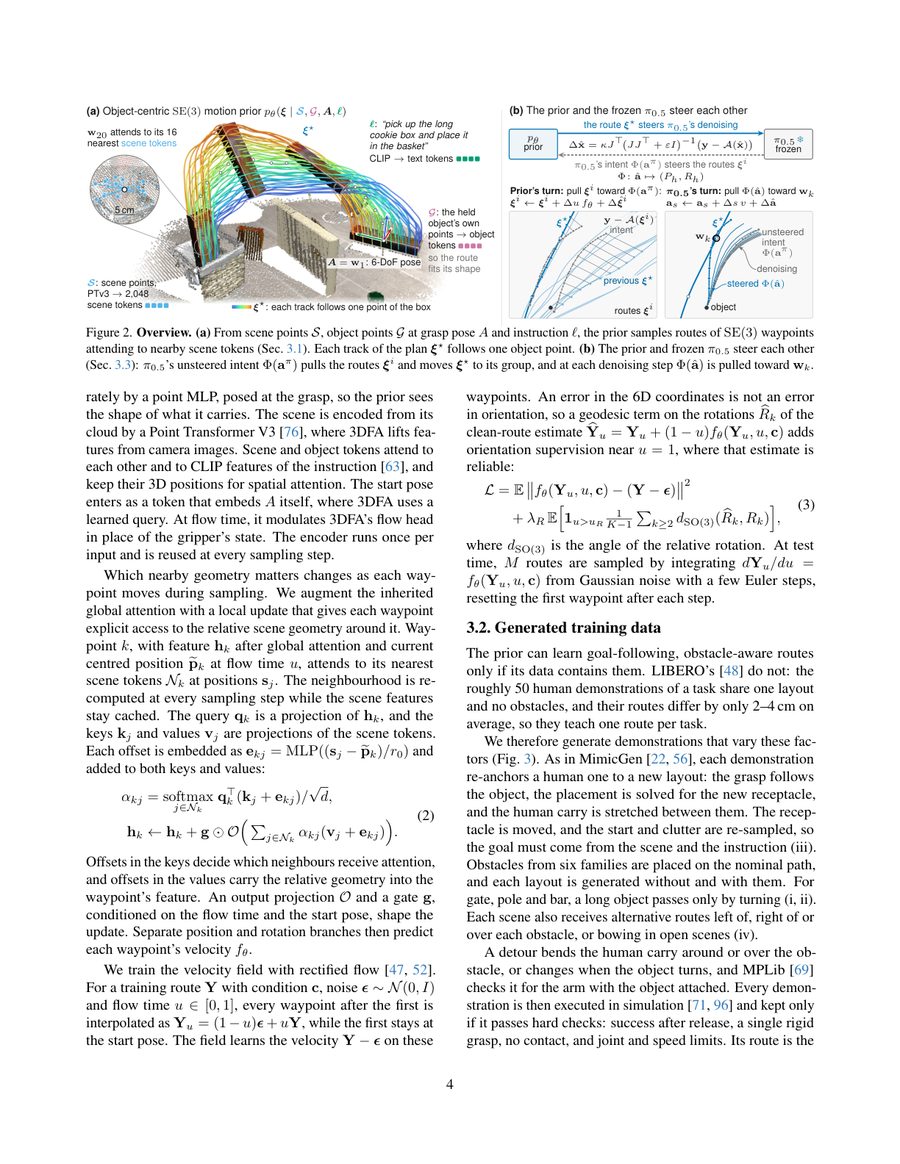 (a) Object-centric SE(3) motion prior pθ(ξ | S, G, A, ℓ)
w20 attends to its 16
nearest scene tokens
5 cm
ξ⋆
ℓ: “pick up the long
cookie box and place it
in the basket”
CLIP → text tokens
G: the held
object's own
points → object
tokens
so the route
fits its shape
A = w1: 6-DoF pose
S: scene points,
PTv3 → 2,048
scene tokens
ξ⋆: each track follows one point of the box
(b) The prior and the frozen π0.5 steer each other
the route ξ⋆ steers π0.5's denoising
pθ
prior
Δx̂ = κJ⊤(JJ⊤ + εI)−1(y − A(x̂))
π0.5 ❄
frozen
π0.5's intent Φ(aπ) steers the routes ξi
Φ: â ↦ (Ph, Rh)
Prior's turn: pull ξi toward Φ(aπ):
ξi ← ξi + Δu fθ + Δξ̂i
π0.5's turn: pull Φ(â) toward wk
as ← as + Δs v + Δâ
ξ⋆
y − A(ξ̂i)
intent
previous ξ⋆
routes ξi
ξ⋆
wk
unsteered
intent
Φ(aπ)
denoising
steered Φ(â)
object
Figure 2. Overview. (a) From scene points S, object points G at grasp pose A and instruction ℓ, the prior samples routes of SE(3) waypoints
attending to nearby scene tokens (Sec. 3.1). Each track of the plan ξ⋆ follows one object point. (b) The prior and frozen π0.5 steer each other
(Sec. 3.3): π0.5's unsteered intent Φ(aπ) pulls the routes ξi and moves ξ⋆ to its group, and at each denoising step Φ(â) is pulled toward wk.
rately by a point MLP, posed at the grasp, so the prior sees
the shape of what it carries. The scene is encoded from its
cloud by a Point Transformer V3 [76], where 3DFA lifts fea-
tures from camera images. Scene and object tokens attend to
each other and to CLIP features of the instruction [63], and
keep their 3D positions for spatial attention. The start pose
enters as a token that embeds A itself, where 3DFA uses a
learned query. At flow time, it modulates 3DFA's flow head
in place of the gripper's state. The encoder runs once per
input and is reused at every sampling step.
Which nearby geometry matters changes as each way-
point moves during sampling. We augment the inherited
global attention with a local update that gives each waypoint
explicit access to the relative scene geometry around it. Way-
point k, with feature hk after global attention and current
centred position p̃k at flow time u, attends to its nearest
scene tokens Nk at positions sj. The neighbourhood is re-
computed at every sampling step while the scene features
stay cached. The query qk is a projection of hk, and the
keys kj and values vj are projections of the scene tokens.
Each offset is embedded as ekj = MLP((sj − p̃k)/r0) and
added to both keys and values:
αkj = softmax j∈Nk qk⊤(kj + ekj)/√d,
hk ← hk + g ⊙ O(∑j∈Nk αkj(vj + ekj)).
(2)
Offsets in the keys decide which neighbours receive attention,
and offsets in the values carry the relative geometry into the
waypoint's feature. An output projection O and a gate g,
conditioned on the flow time and the start pose, shape the
update. Separate position and rotation branches then predict
each waypoint's velocity fθ.
We train the velocity field with rectified flow [47, 52].
For a training route Y with condition c, noise ϵ ∼ N(0, I)
and flow time u ∈ [0, 1], every waypoint after the first is
interpolated as Yu = (1 − u)ϵ + uY, while the first stays at
the start pose. The field learns the velocity Y − ϵ on these
waypoints. An error in the 6D coordinates is not an error
in orientation, so a geodesic term on the rotations R̂k of the
clean-route estimate Ŷu = Yu + (1 − u)fθ(Yu, u, c) adds
orientation supervision near u = 1, where that estimate is
reliable:
L = E ‖fθ(Yu, u, c) − (Y − ϵ)‖2
+ λR E[1u>uR 1/(K−1) ∑k≥2 dSO(3)(R̂k, Rk)],
(3)
where dSO(3) is the angle of the relative rotation. At test
time, M routes are sampled by integrating dYu/du =
fθ(Yu, u, c) from Gaussian noise with a few Euler steps,
resetting the first waypoint after each step.
3.2. Generated training data
The prior can learn goal-following, obstacle-aware routes
only if its data contains them. LIBERO's [48] do not: the
roughly 50 human demonstrations of a task share one layout
and no obstacles, and their routes differ by only 2–4 cm on
average, so they teach one route per task.
We therefore generate demonstrations that vary these fac-
tors (Fig. 3). As in MimicGen [22, 56], each demonstration
re-anchors a human one to a new layout: the grasp follows
the object, the placement is solved for the new receptacle,
and the human carry is stretched between them. The recep-
tacle is moved, and the start and clutter are re-sampled, so
the goal must come from the scene and the instruction (iii).
Obstacles from six families are placed on the nominal path,
and each layout is generated without and with them. For
gate, pole and bar, a long object passes only by turning (i, ii).
Each scene also receives alternative routes left of, right of or
over each obstacle, or bowing in open scenes (iv).
A detour bends the human carry around or over the ob-
stacle, or changes when the object turns, and MPLib [69]
checks it for the arm with the object attached. Every demon-
stration is then executed in simulation [71, 96] and kept only
if it passes hard checks: success after release, a single rigid
grasp, no contact, and joint and speed limits. Its route is the
4